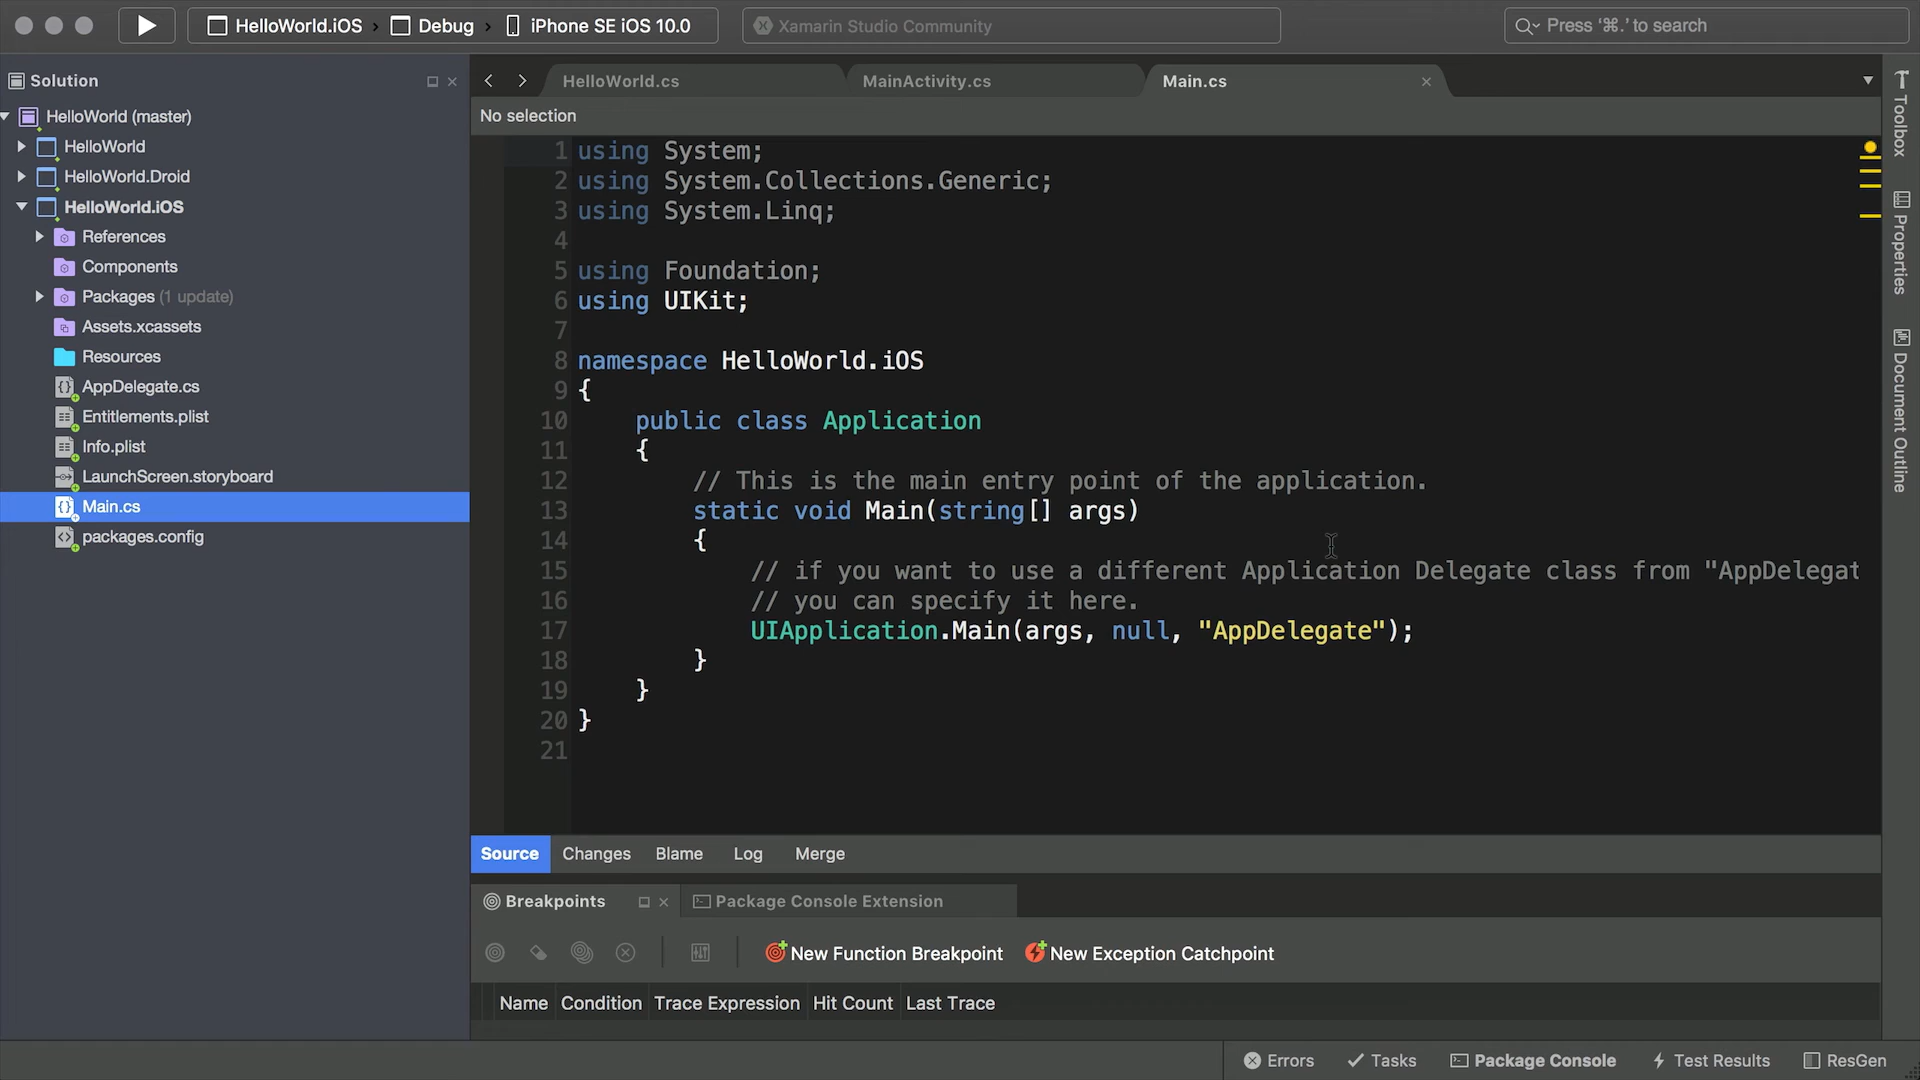 HelloWorld.iOS › Debug › iPhone SE iOS 10.0
Xamarin Studio Community
Press ‘⌘.’ to search
Solution
HelloWorld (master)
HelloWorld
HelloWorld.Droid
HelloWorld.iOS
References
Components
Packages (1 update)
Assets.xcassets
Resources
AppDelegate.cs
Entitlements.plist
Info.plist
LaunchScreen.storyboard
Main.cs
packages.config
HelloWorld.cs
MainActivity.cs
Main.cs
No selection
1 using System;
2 using System.Collections.Generic;
3 using System.Linq;
4
5 using Foundation;
6 using UIKit;
7
8 namespace HelloWorld.iOS
9 {
10 public class Application
11 {
12 // This is the main entry point of the application.
13 static void Main(string[] args)
14 {
15 // if you want to use a different Application Delegate class from "AppDelegat
16 // you can specify it here.
17 UIApplication.Main(args, null, "AppDelegate");
18 }
19 }
20 }
21
Source Changes Blame Log Merge
Breakpoints
Package Console Extension
New Function Breakpoint
New Exception Catchpoint
Name Condition Trace Expression Hit Count Last Trace
Errors Tasks Package Console Test Results ResGen
Toolbox
Properties
Document Outline